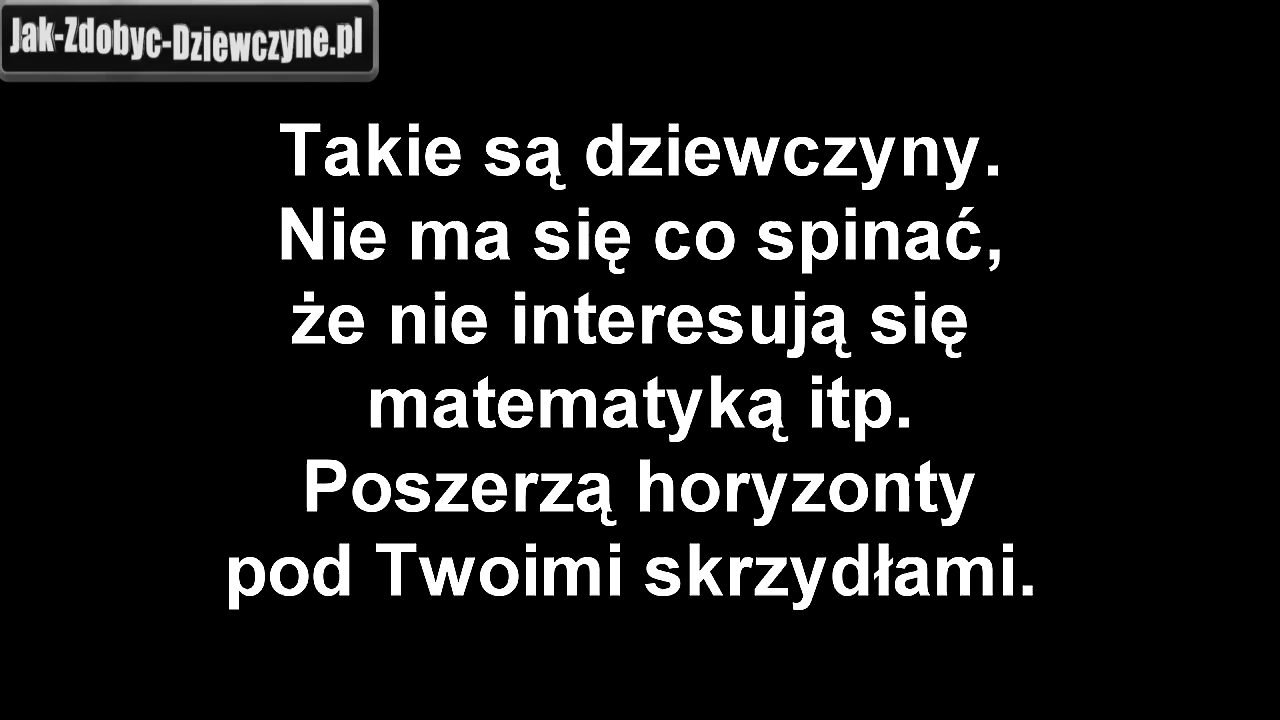 Jak-Zdobyc-Dziewczyne.pl
Takie są dziewczyny.
Nie ma się co spinać,
że nie interesują się
matematyką itp.
Poszerzą horyzonty
pod Twoimi skrzydłami.